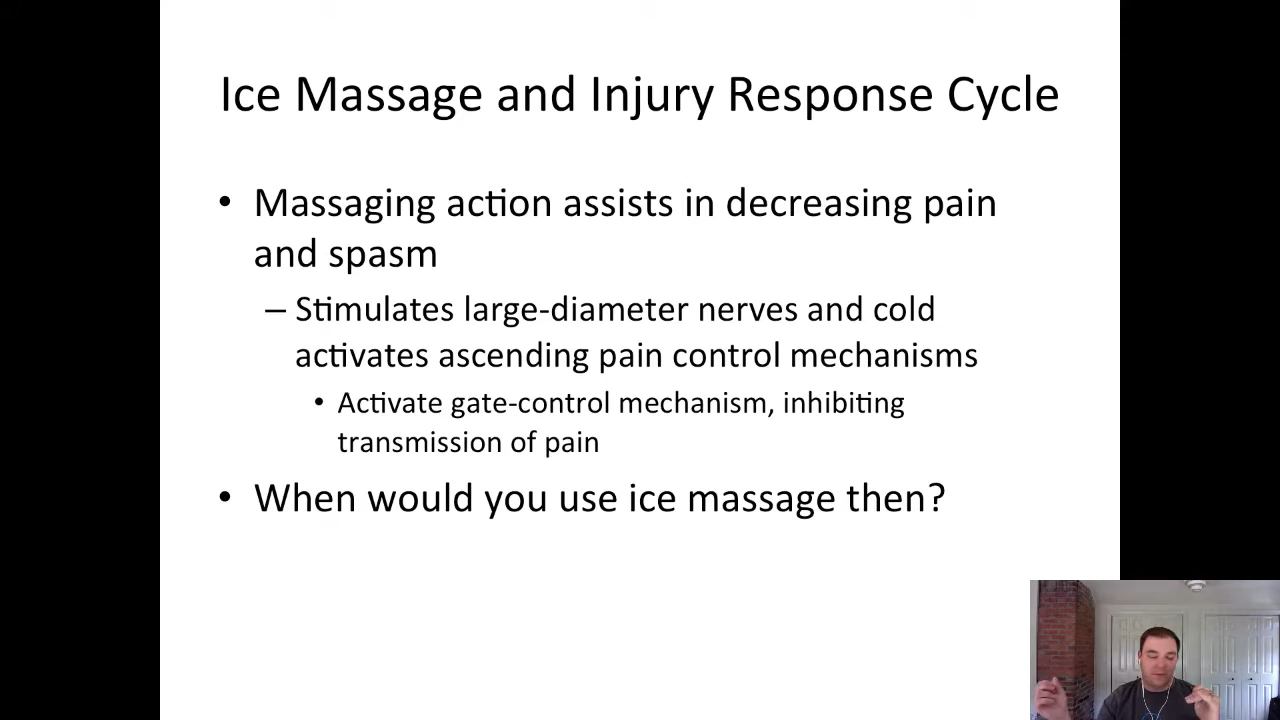 Ice Massage and Injury Response Cycle
• Massaging action assists in decreasing pain
and spasm
– Stimulates large-diameter nerves and cold
activates ascending pain control mechanisms
• Activate gate-control mechanism, inhibiting
transmission of pain
• When would you use ice massage then?